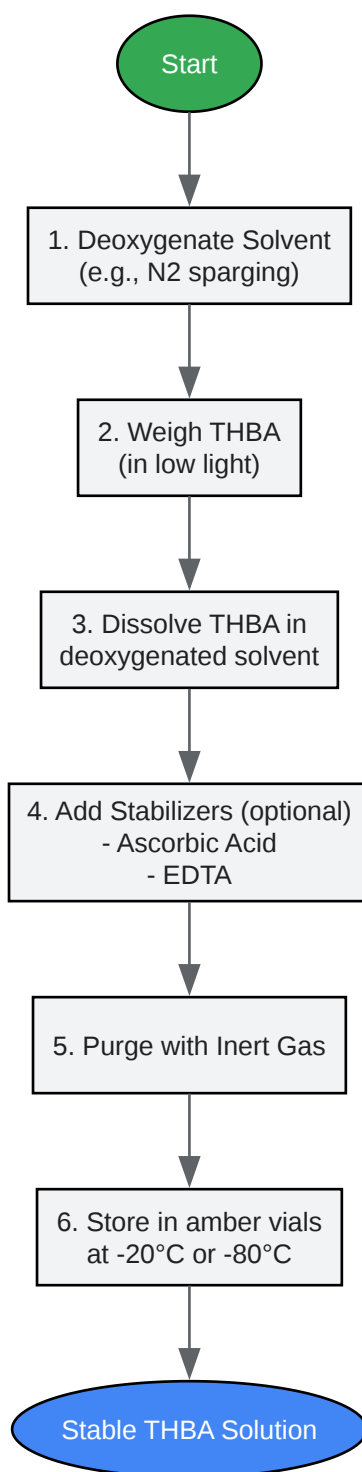 Start
1. Deoxygenate Solvent
(e.g., N2 sparging)
2. Weigh THBA
(in low light)
3. Dissolve THBA in
deoxygenated solvent
4. Add Stabilizers (optional)
- Ascorbic Acid
- EDTA
5. Purge with Inert Gas
6. Store in amber vials
at -20°C or -80°C
Stable THBA Solution